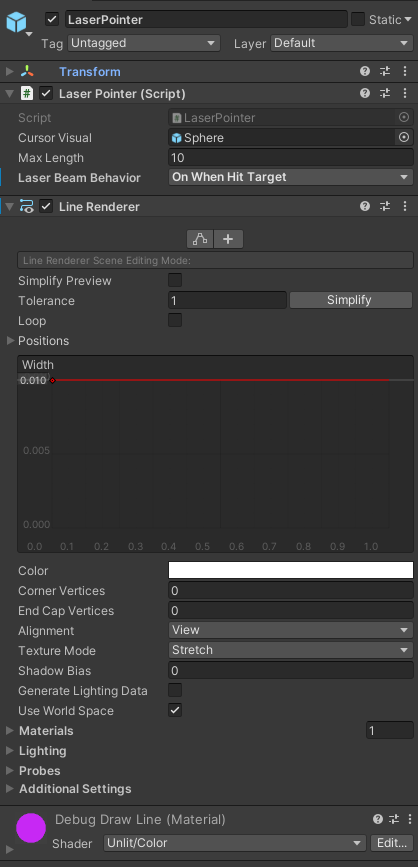 LaserPointer Static
Tag Untagged Layer Default
Transform
# Laser Pointer (Script)
Script # LaserPointer
Cursor Visual Sphere
Max Length 10
Laser Beam Behavior On When Hit Target
Line Renderer
Line Renderer Scene Editing Mode:
Simplify Preview
Tolerance 1 Simplify
Loop
Positions
Width
0.010
0.005
0.000
0.0 0.1 0.2 0.3 0.4 0.5 0.6 0.7 0.8 0.9 1.0
Color
Corner Vertices 0
End Cap Vertices 0
Alignment View
Texture Mode Stretch
Shadow Bias 0
Generate Lighting Data
Use World Space
Materials 1
Lighting
Probes
Additional Settings
Debug Draw Line (Material)
Shader Unlit/Color Edit...